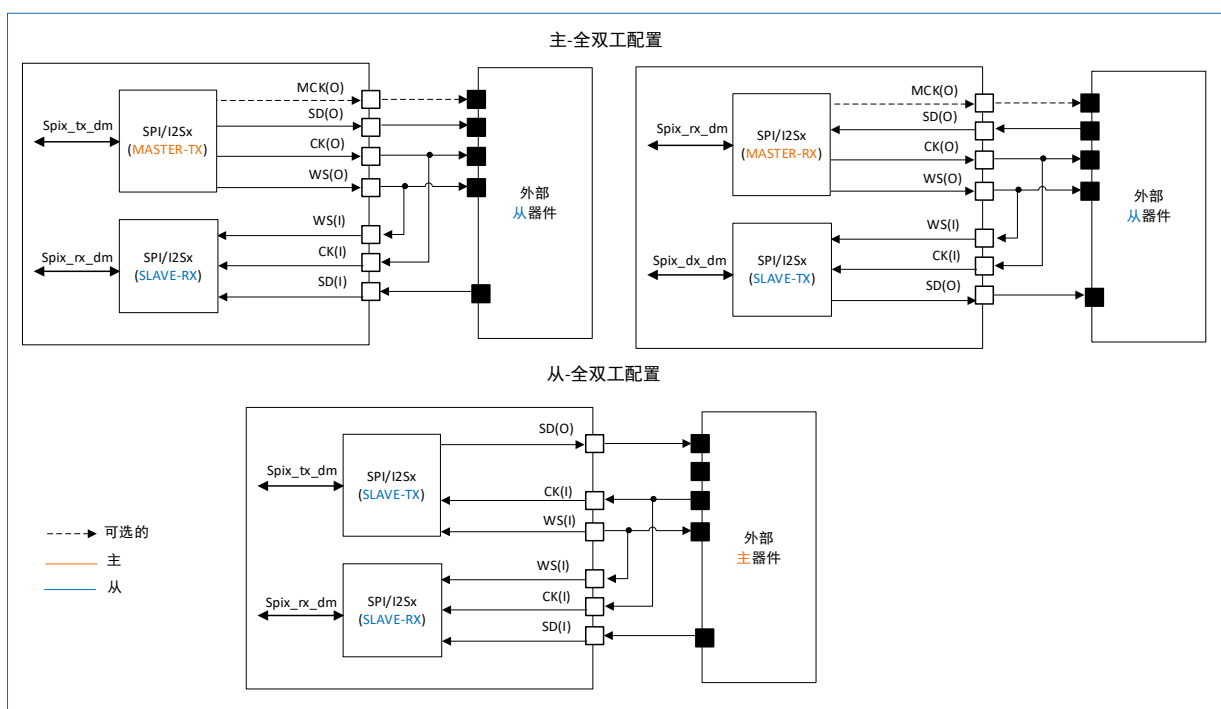 主-全双工配置
MCK(O)
SD(O)
CK(O)
WS(O)
WS(I)
CK(I)
SD(I)
Spix_tx_dm
SPI/I2Sx
(MASTER-TX)
Spix_rx_dm
SPI/I2Sx
(SLAVE-RX)
外部
从器件
MCK(O)
SD(O)
CK(O)
WS(O)
WS(I)
CK(I)
SD(O)
Spix_rx_dm
SPI/I2Sx
(MASTER-RX)
Spix_dx_dm
SPI/I2Sx
(SLAVE-TX)
外部
从器件
从-全双工配置
SD(O)
CK(I)
WS(I)
WS(I)
CK(I)
SD(I)
Spix_tx_dm
SPI/I2Sx
(SLAVE-TX)
Spix_rx_dm
SPI/I2Sx
(SLAVE-RX)
外部
主器件
可选的
主
从